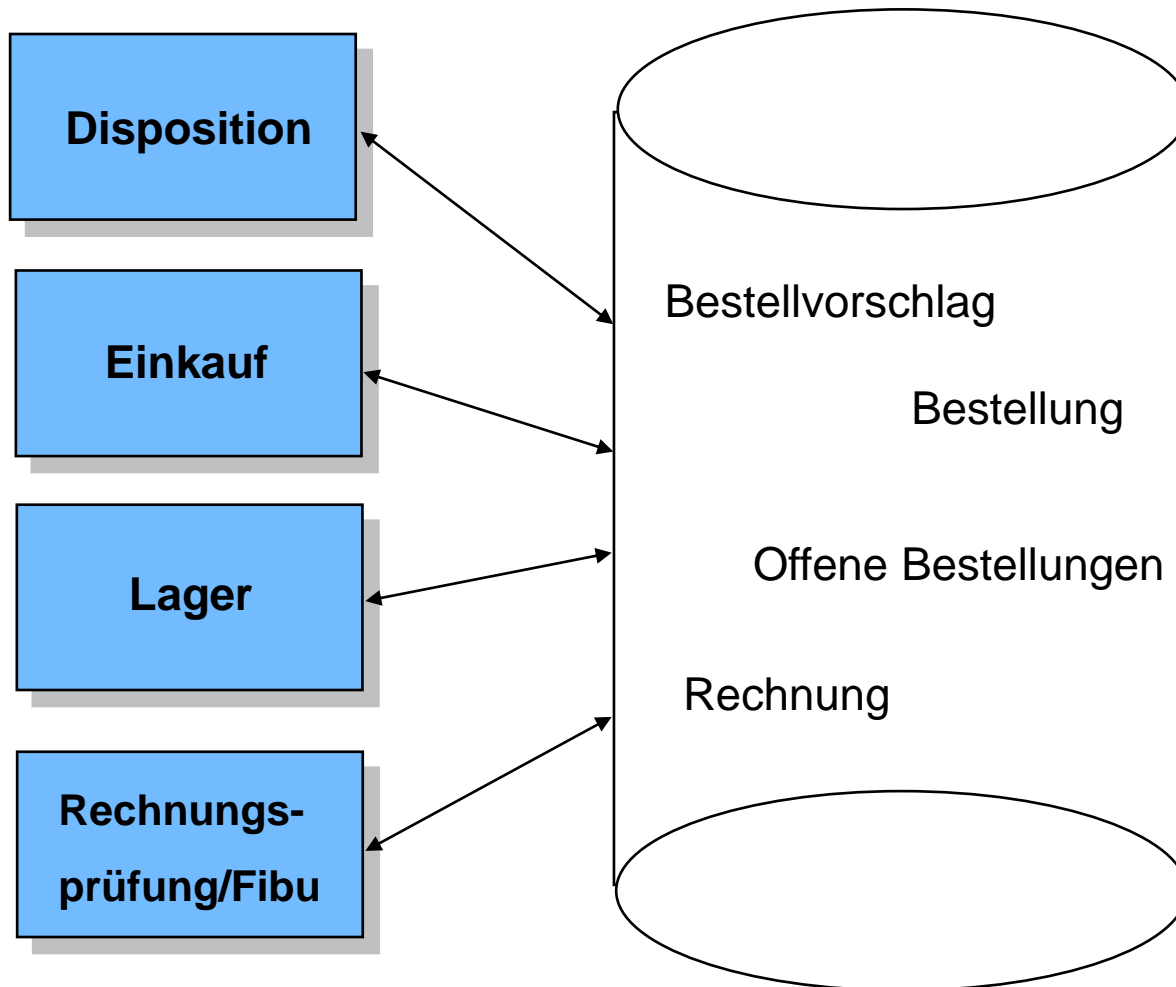 Disposition
Einkauf
Lager
Rechnungs-
prüfung/Fibu
Bestellvorschlag
Bestellung
Offene Bestellungen
Rechnung